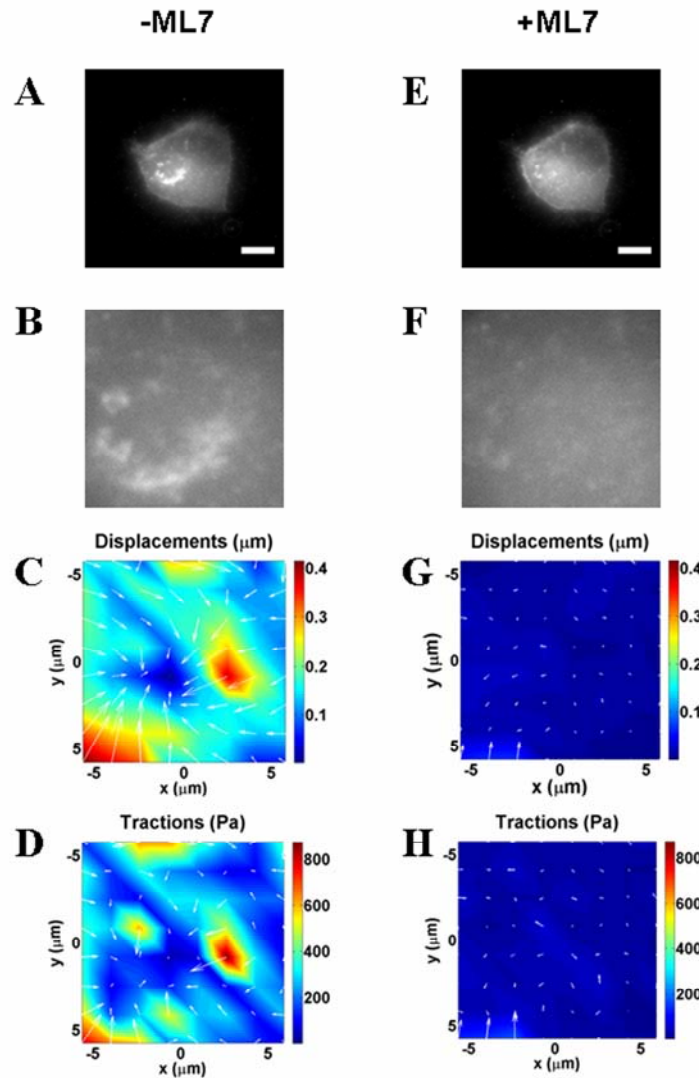 -ML7
+ML7
A
E
B
F
Displacements (μm)
C
-5
0
5
y (μm)
-5
0
5
x (μm)
0.4
0.3
0.2
0.1
Displacements (μm)
G
-5
0
5
y (μm)
-5
0
5
x (μm)
0.4
0.3
0.2
0.1
Tractions (Pa)
D
-5
0
5
y (μm)
-5
0
5
x (μm)
800
600
400
200
Tractions (Pa)
H
-5
0
5
y (μm)
-5
0
5
x (μm)
800
600
400
200